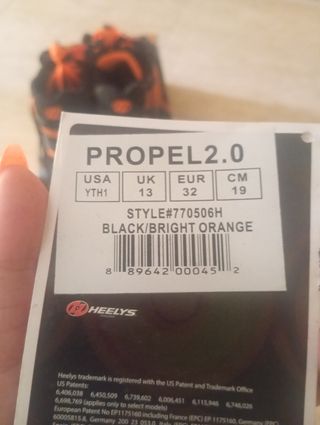 PROPEL2.0
USA UK EUR CM
YTH1 13 32 19
STYLE#770506H
BLACK/BRIGHT ORANGE
8 89642 00045 2
HEELYS
Heelys trademark is registered with the US Patent and Trademark Office
US Patents:
6,406,038 6,450,509 6,739,602 6,006,451 6,113,946 6,746,026
6,698,769 (applies only to select models)
European Patent No EP1175160 including France (EPC) EP 1175160, Germany (EPC)